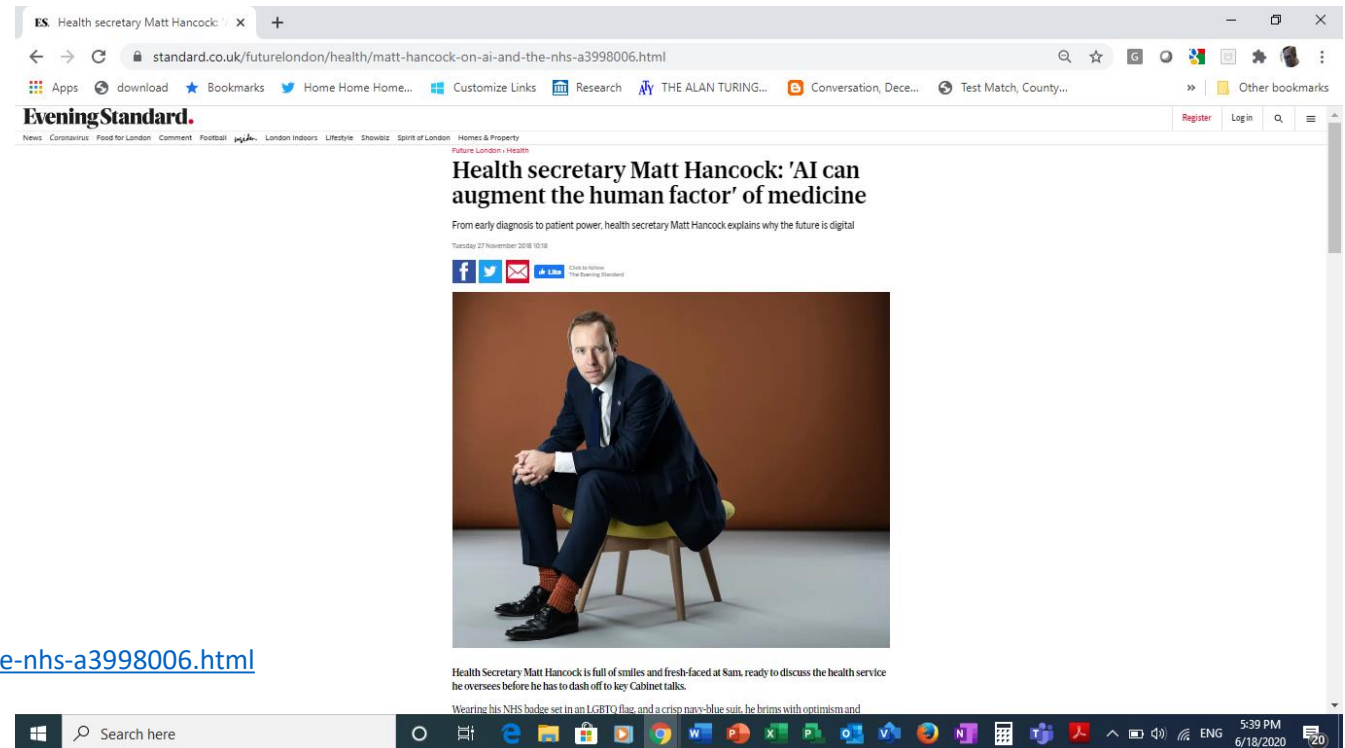 ES. Health secretary Matt Hancock: '
standard.co.uk/futurelondon/health/matt-hancock-on-ai-and-the-nhs-a3998006.html
Apps download Bookmarks Home Home Home... Customize Links Research THE ALAN TURING... Conversation, Dece... Test Match, County... » Other bookmarks
EveningStandard.
Register Log in
News Coronavirus Food for London Comment Football insider London Indoors Lifestyle Showbiz Spirit of London Homes & Property
Future London › Health
Health secretary Matt Hancock: 'AI can
augment the human factor' of medicine
From early diagnosis to patient power, health secretary Matt Hancock explains why the future is digital
Tuesday 27 November 2018 10:18
Like
Click to follow
The Evening Standard
e-nhs-a3998006.html
Health Secretary Matt Hancock is full of smiles and fresh-faced at 8am, ready to discuss the health service
he oversees before he has to dash off to key Cabinet talks.
Wearing his NHS badge set in an LGBTQ flag, and a crisp navy-blue suit, he brims with optimism and
Search here
ENG
5:39 PM
6/18/2020
20